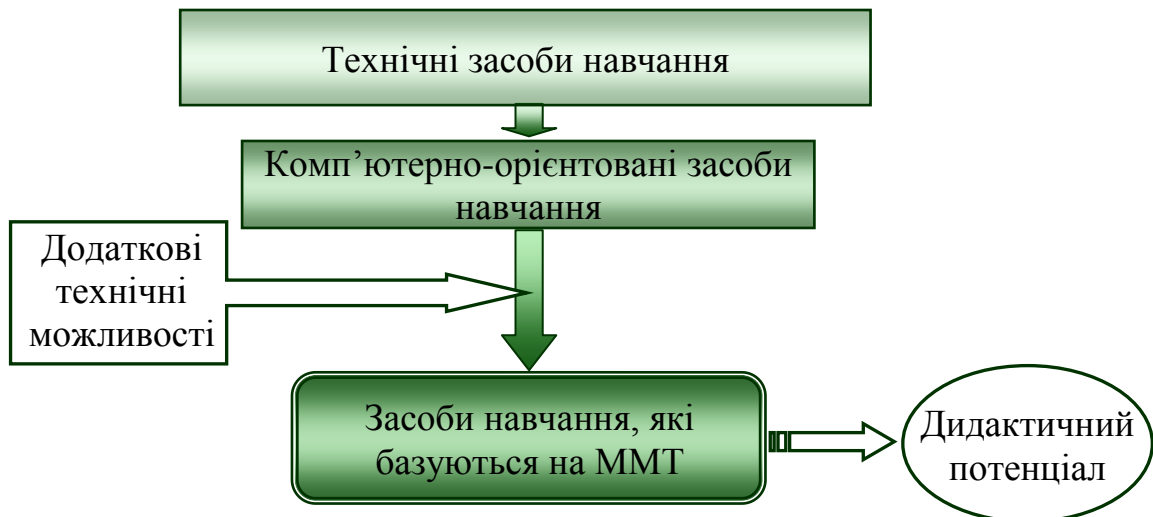 Технічні засоби навчання
Комп’ютерно-орієнтовані засоби
навчання
Додаткові
технічні
можливості
Засоби навчання, які
базуються на ММТ
Дидактичний
потенціал